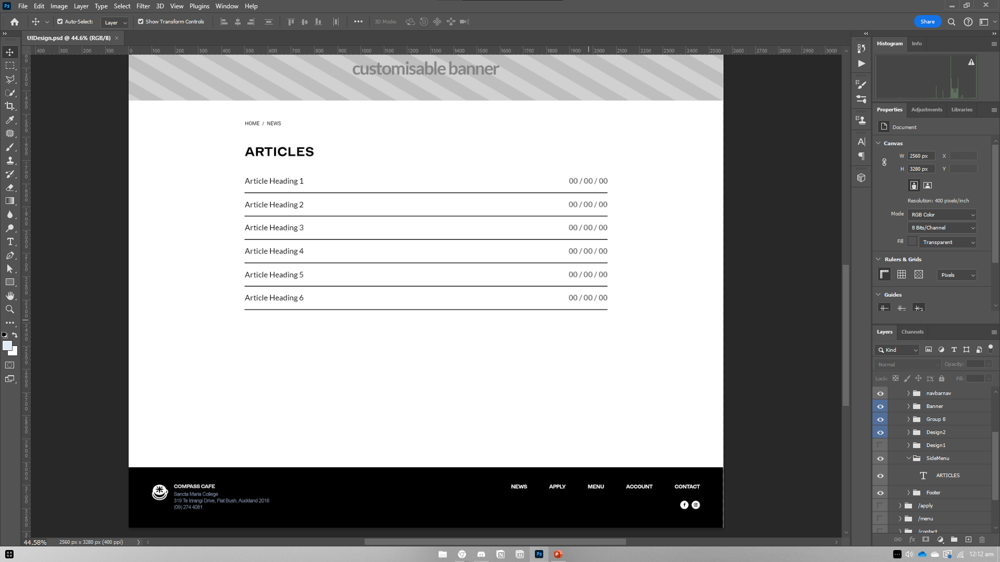 Ps File Edit Image Layer Type Select Filter 3D View Plugins Window Help
Auto-Select: Layer Show Transform Controls 3D Mode: Share
UIDesign.psd @ 44.6% (RGB/8)
400 300 200 100 0 100 200 300 400 500 600 700 800 900 1000 1100 1200 1300 1400 1500 1600 1700 1800 1900 2000 2100 2200 2300 2400 2500 2600 2700 2800 2900 3000
customisable banner
HOME / NEWS
ARTICLES
Article Heading 1 00 / 00 / 00
Article Heading 2 00 / 00 / 00
Article Heading 3 00 / 00 / 00
Article Heading 4 00 / 00 / 00
Article Heading 5 00 / 00 / 00
Article Heading 6 00 / 00 / 00
COMPASS CAFE
Sancta Maria College
319 Te Irirangi Drive, Flat Bush, Auckland 2016
(09) 274 4081
NEWS APPLY MENU ACCOUNT CONTACT
44.58% 2560 px x 3280 px (400 ppi)
Histogram Info
Properties Adjustments Libraries
Document
Canvas
W 2560 px X
H 3280 px Y
Resolution: 400 pixels/inch
Mode RGB Color
8 Bits/Channel
Fill Transparent
Rulers & Grids
Pixels
Guides
Layers Channels
Kind
Normal Opacity:
Lock: Fill:
navbarnav
Banner
Group 8
Design2
Design1
SideMenu
ARTICLES
Footer
/apply
/menu
/contact
31 Ps P 12:12 am